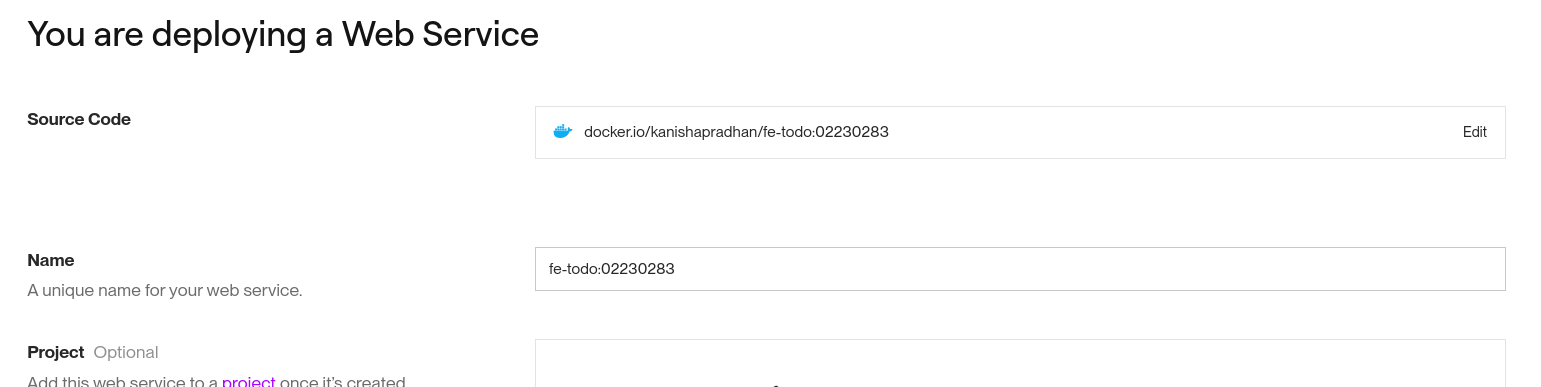 You are deploying a Web Service
Source Code
docker.io/kanishapradhan/fe-todo:02230283
Edit
Name
fe-todo:02230283
A unique name for your web service.
Project Optional
Add this web service to a project once it's created